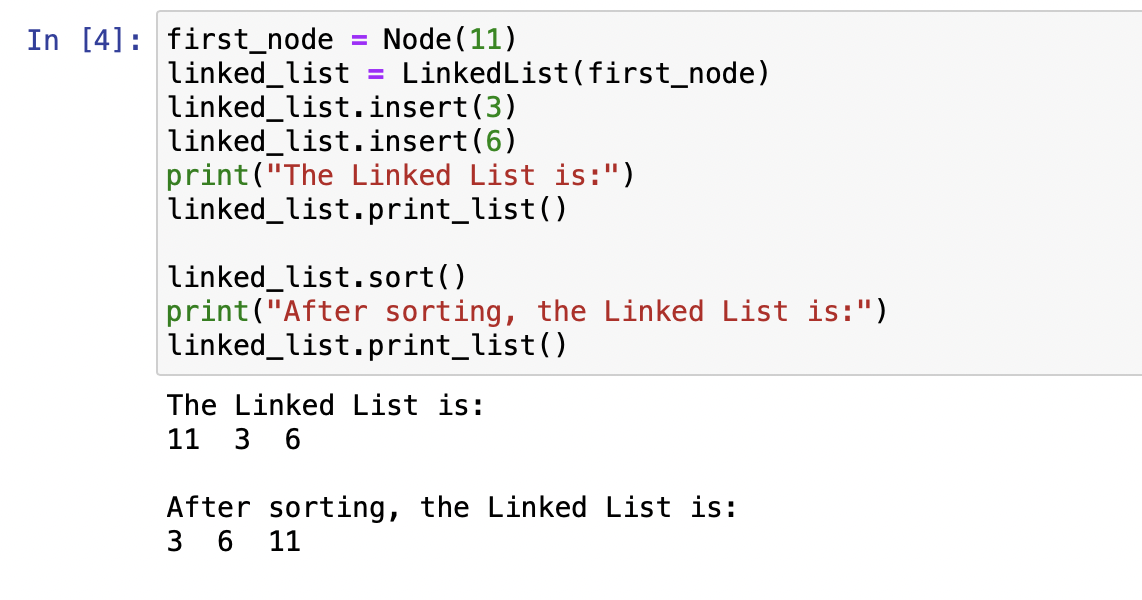 In [4]: first_node = Node(11)
linked_list = LinkedList(first_node)
linked_list.insert(3)
linked_list.insert(6)
print("The Linked List is:")
linked_list.print_list()
linked_list.sort()
print("After sorting, the Linked List is:")
linked_list.print_list()
The Linked List is:
11  3  6
After sorting, the Linked List is:
3  6  11